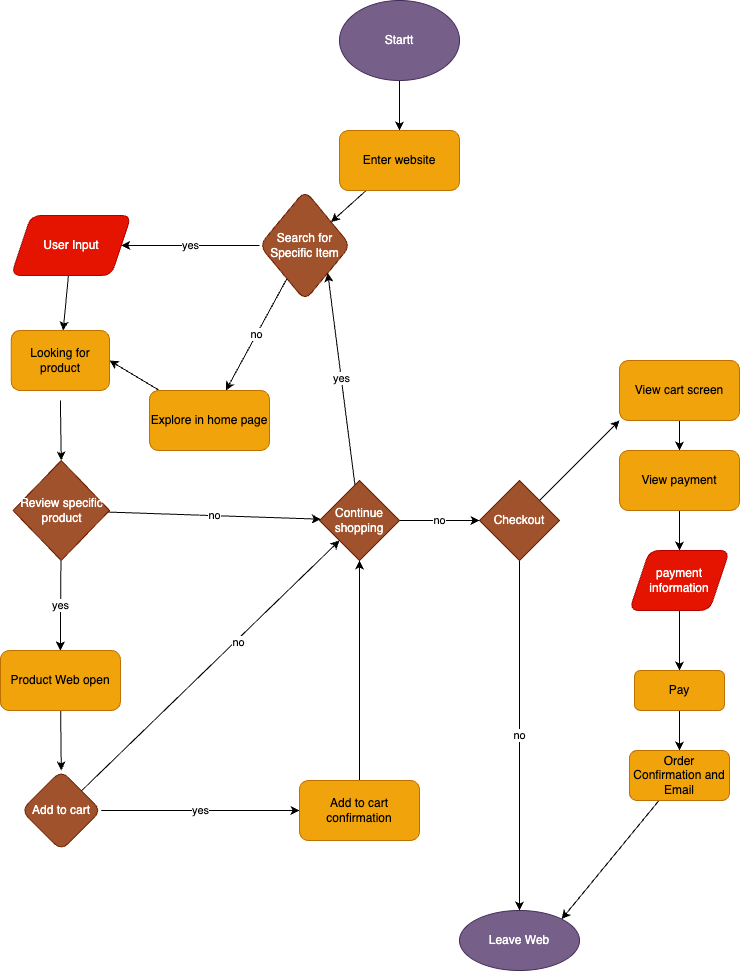 Startt
Enter website
Search for
Specific Item
yes
User Input
no
Looking for
product
Explore in home page
yes
View cart screen
View payment
Review specific
product
no
Continue
shopping
no
Checkout
payment
information
yes
no
Product Web open
Pay
no
Order
Confirmation and
Email
Add to cart
yes
Add to cart
confirmation
Leave Web